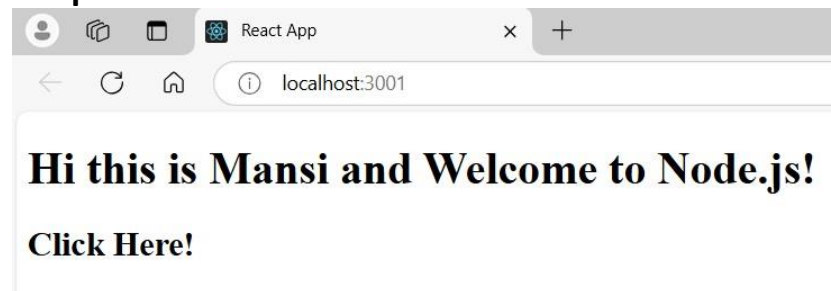 React App
localhost:3001
Hi this is Mansi and Welcome to Node.js!
Click Here!